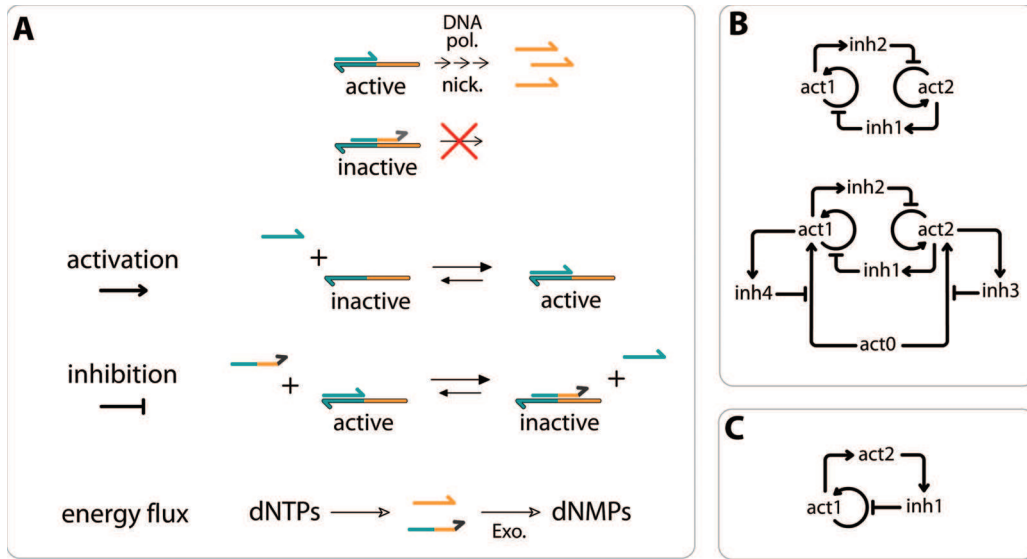 A
DNA
pol.
active
nick.
inactive
activation
+
inactive
active
inhibition
+
+
active
inactive
energy flux
dNTPs
Exo.
dNMPs
B
inh2
act1
act2
inh1
inh2
act1
act2
inh1
inh4
inh3
act0
C
act2
act1
inh1